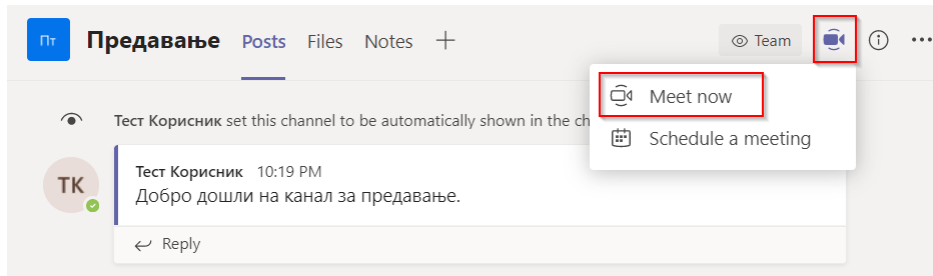 Пт Предавање Posts Files Notes + Team
Meet now
Тест Корисник set this channel to be automatically shown in the ch
Schedule a meeting
ТК Тест Корисник 10:19 PM
Добро дошли на канал за предавање.
Reply